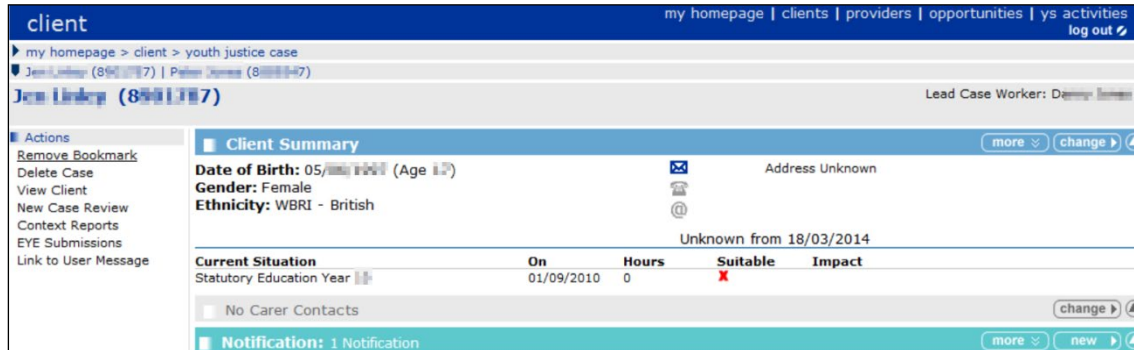 client
my homepage | clients | providers | opportunities | ys activities
log out
my homepage > client > youth justice case
Lead Case Worker:
Actions
Remove Bookmark
Delete Case
View Client
New Case Review
Context Reports
EYE Submissions
Link to User Message
Client Summary
more change
Date of Birth: 05/ (Age
Gender: Female
Ethnicity: WBRI - British
@
Address Unknown
Unknown from 18/03/2014
Current Situation On Hours Suitable Impact
Statutory Education Year 01/09/2010 0
No Carer Contacts
change
Notification: 1 Notification
more new